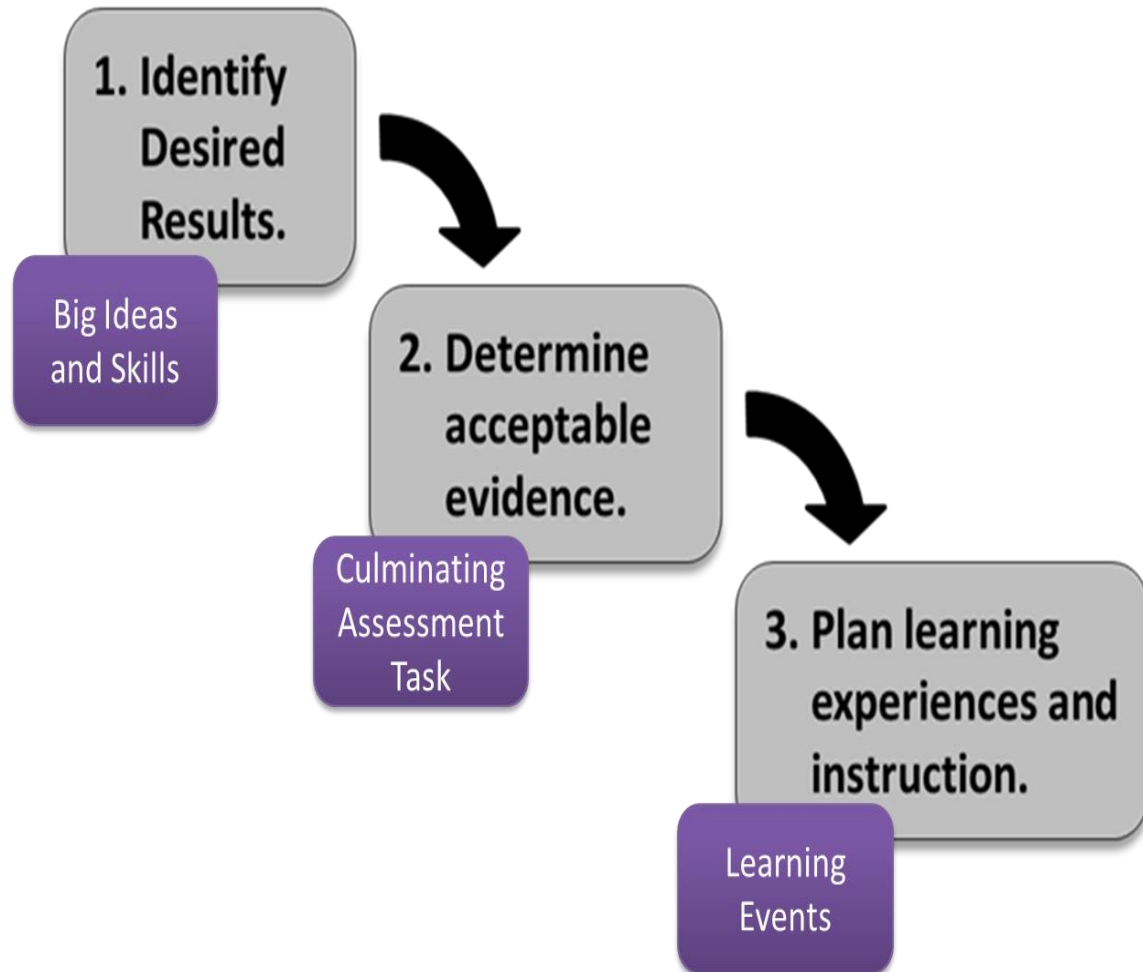 1. Identify
Desired
Results.
Big Ideas
and Skills
2. Determine
acceptable
evidence.
Culminating
Assessment
Task
3. Plan learning
experiences and
instruction.
Learning
Events